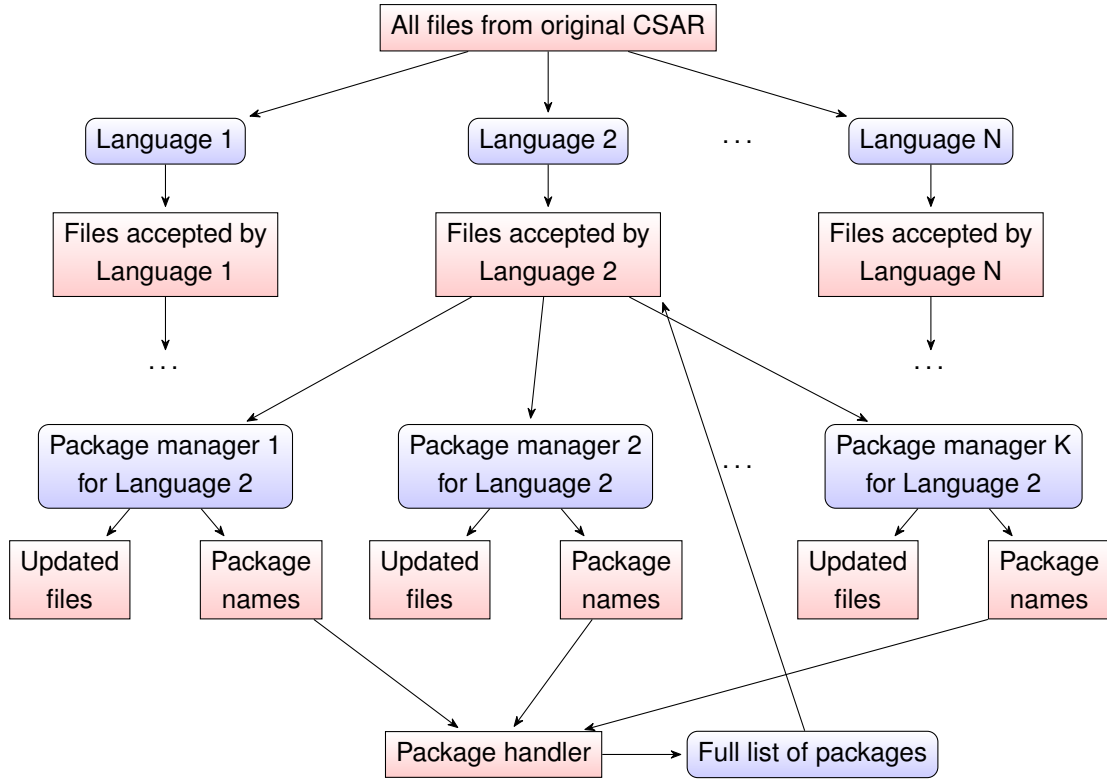 All files from original CSAR
Language 1
Language 2
...
Language N
Files accepted by
Language 1
Files accepted by
Language 2
Files accepted by
Language N
...
...
Package manager 1
for Language 2
Package manager 2
for Language 2
...
Package manager K
for Language 2
Updated
files
Package
names
Updated
files
Package
names
Updated
files
Package
names
Package handler
Full list of packages